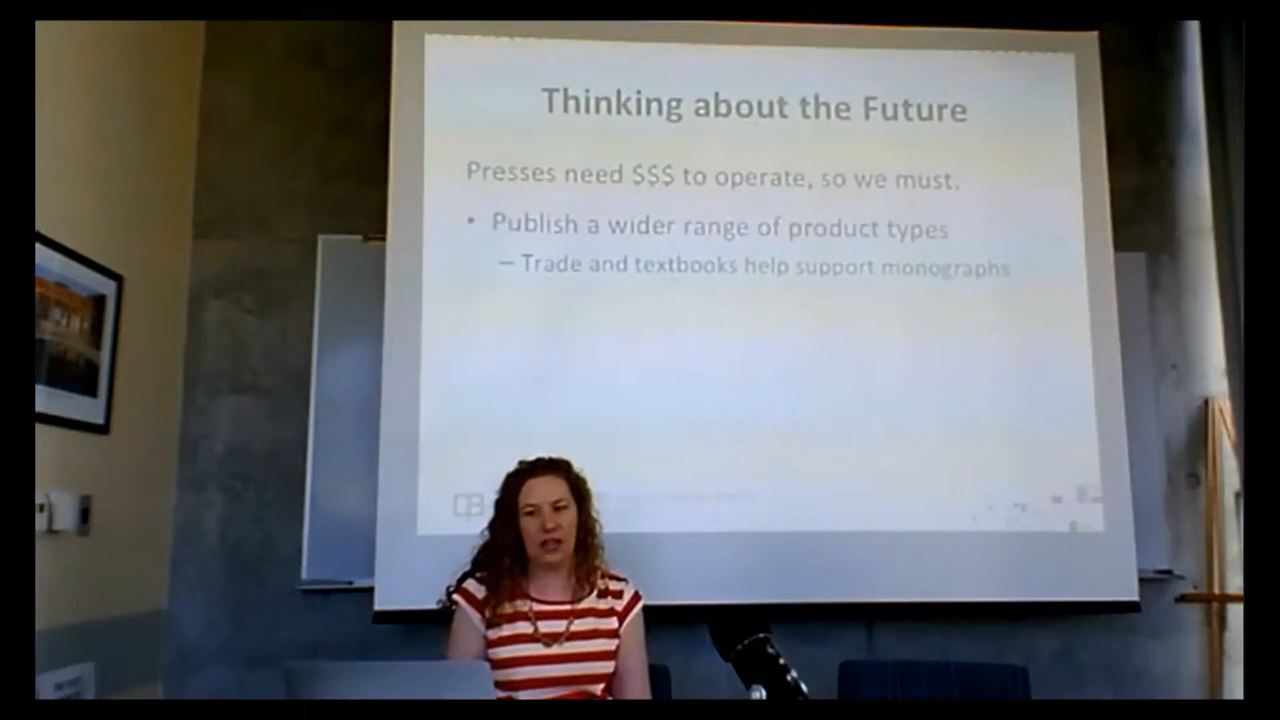 Thinking about the Future
Presses need $$$ to operate, so we must:
• Publish a wider range of product types
– Trade and textbooks help support monographs